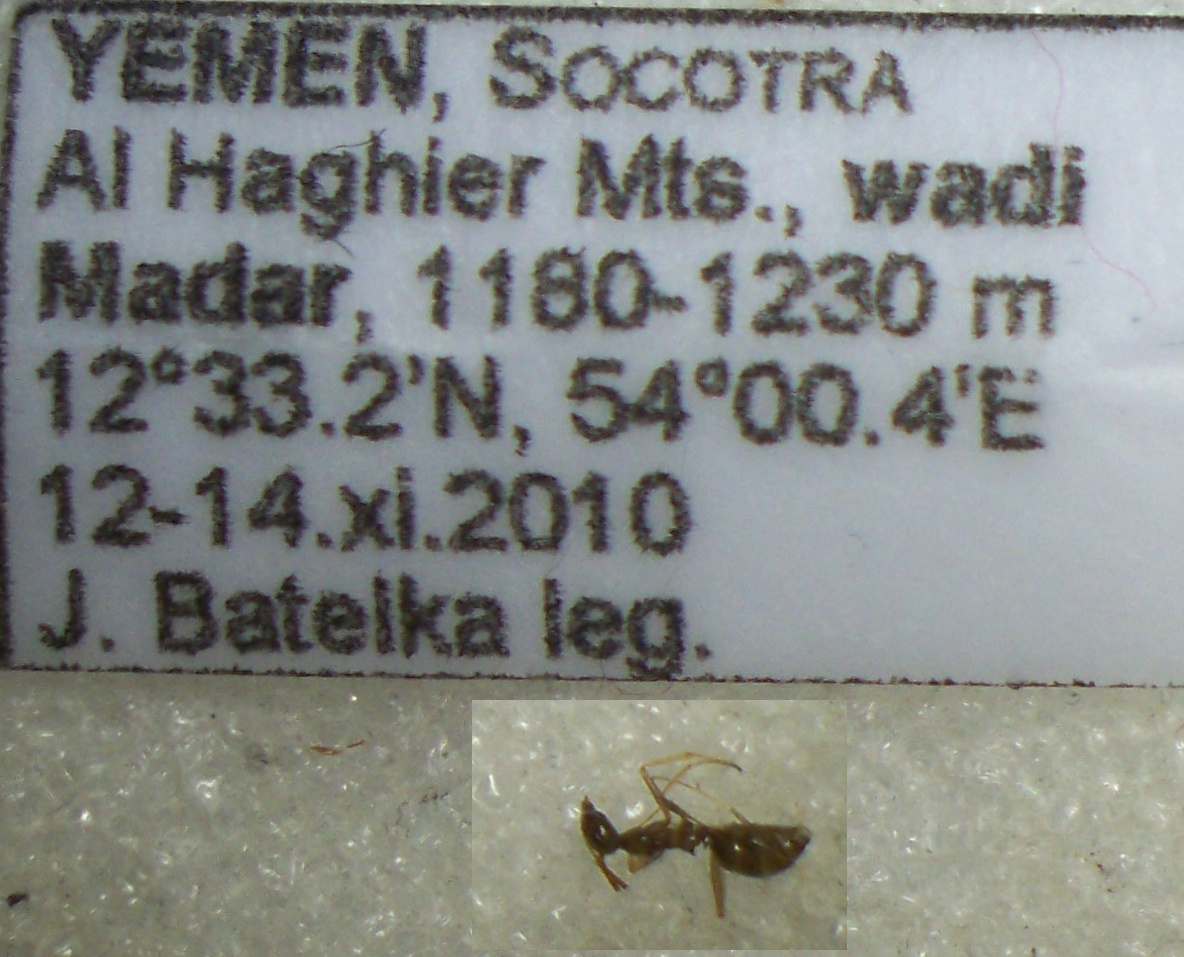 YEMEN, SOCOTRA
Al Haghier Mts., wadi
Madar, 1180-1230 m
12°33.2'N, 54°00.4'E
12-14.xi.2010
J. Batelka leg.